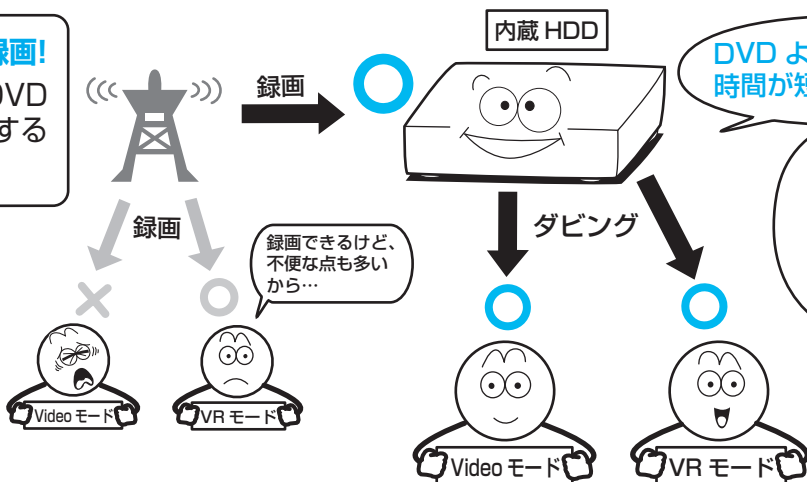 録画!
DVD
する
録画
内蔵 HDD
DVD よ
時間が短
録画
録画できるけど、
不便な点も多い
から…
ダビング
Video モード
VR モード
Video モード
VR モード